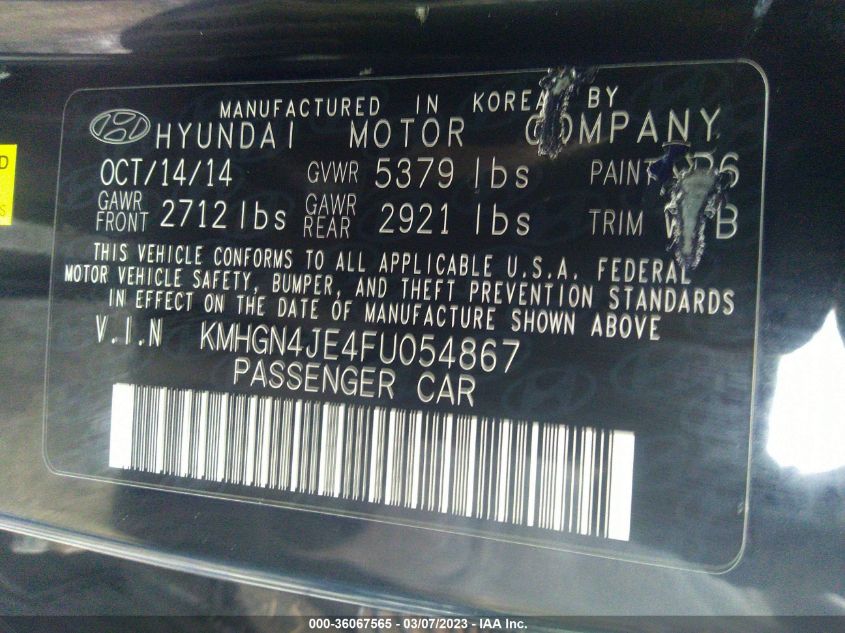 MANUFACTURED IN KOREA BY
HYUNDAI MOTOR COMPANY
OCT/14/14 GVWR 5379 lbs PAINT
GAWR FRONT 2712 lbs GAWR REAR 2921 lbs TRIM
THIS VEHICLE CONFORMS TO ALL APPLICABLE U.S.A. FEDERAL
MOTOR VEHICLE SAFETY, BUMPER, AND THEFT PREVENTION STANDARDS
IN EFFECT ON THE DATE OF MANUFACTURE SHOWN ABOVE
V.I.N KMHGN4JE4FU054867
PASSENGER CAR
000-36067565 - 03/07/2023 - IAA Inc.